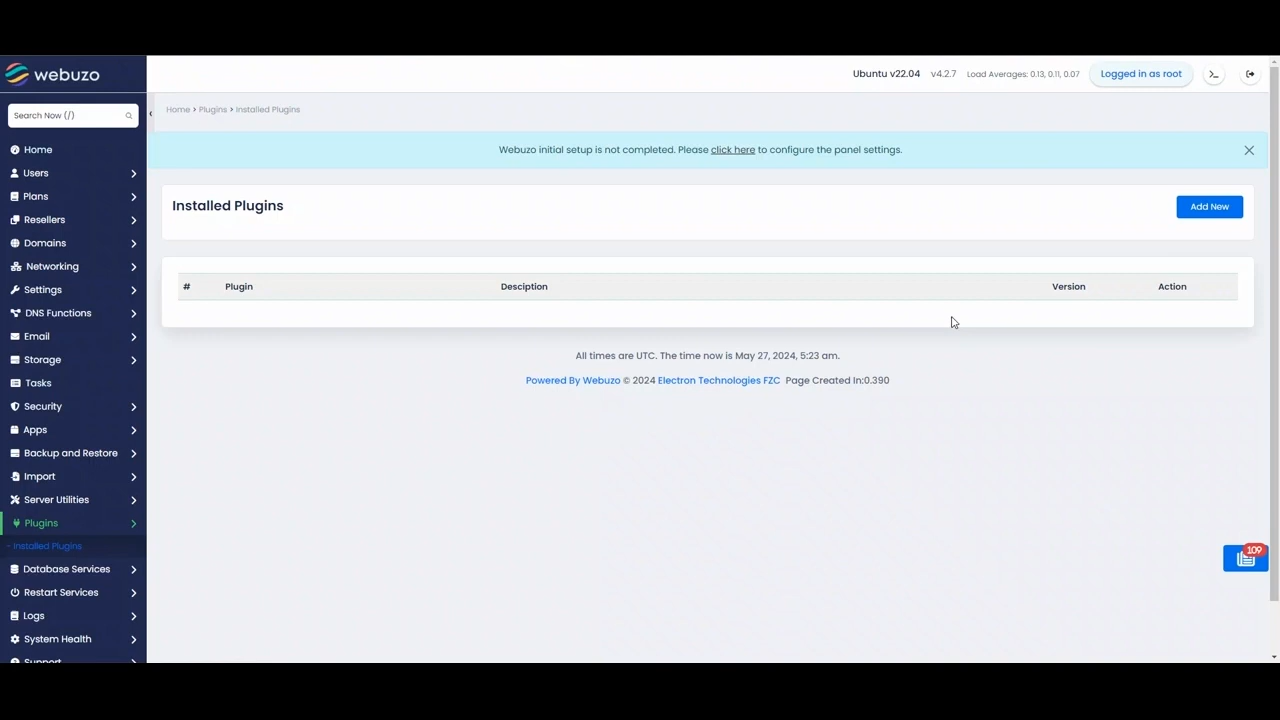 webuzo
Ubuntu v22.04 v4.2.7 Load Averages: 0.13, 0.11, 0.07 Logged in as root
Search Now (/)
Home > Plugins > Installed Plugins
Webuzo initial setup is not completed. Please click here to configure the panel settings.
Home
Users
Plans
Resellers
Domains
Networking
Settings
DNS Functions
Email
Storage
Tasks
Security
Apps
Backup and Restore
Import
Server Utilities
Plugins
- Installed Plugins
Database Services
Restart Services
Logs
System Health
Support
Installed Plugins
Add New
# Plugin Desciption Version Action
All times are UTC. The time now is May 27, 2024, 5:23 am.
Powered By Webuzo © 2024 Electron Technologies FZC Page Created In:0.390
109